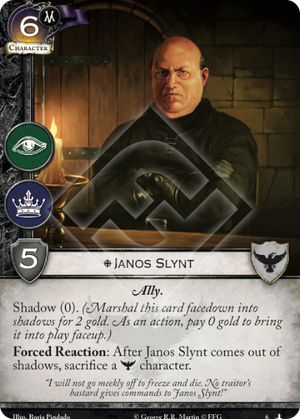 6
CHARACTER
5
JANOS SLYNT
Ally.
Shadow (0). (Marshal this card facedown into
shadows for 2 gold. As an action, pay 0 gold to bring
it into play faceup.)
Forced Reaction: After Janos Slynt comes out of
shadows, sacrifice a character.
"I will not go meekly off to freeze and die. No traitor's
bastard gives commands to Janos Slynt!"
Illus. Borja Pindado © George R.R. Martin © FFG 6